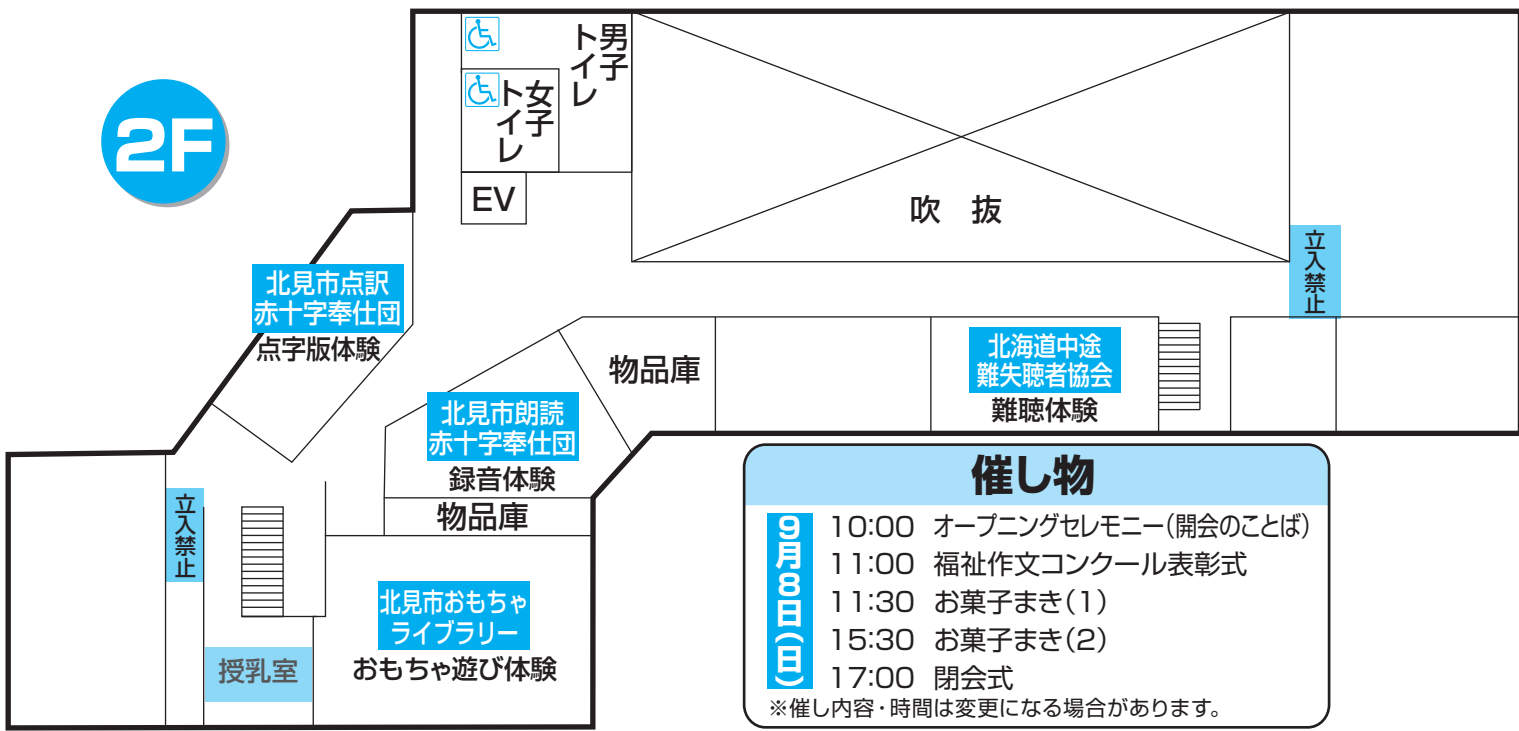 2F
男子
トイレ
女子
トイレ
EV
吹 抜
立入禁止
北見市点訳
赤十字奉仕団
点字版体験
物品庫
北海道中途
難失聴者協会
難聴体験
北見市朗読
赤十字奉仕団
録音体験
物品庫
立入禁止
北見市おもちゃ
ライブラリー
おもちゃ遊び体験
授乳室
催し物
9月8日(日)
10:00 オープニングセレモニー(開会のことば)
11:00 福祉作文コンクール表彰式
11:30 お菓子まき(1)
15:30 お菓子まき(2)
17:00 閉会式
※催し内容・時間は変更になる場合があります。